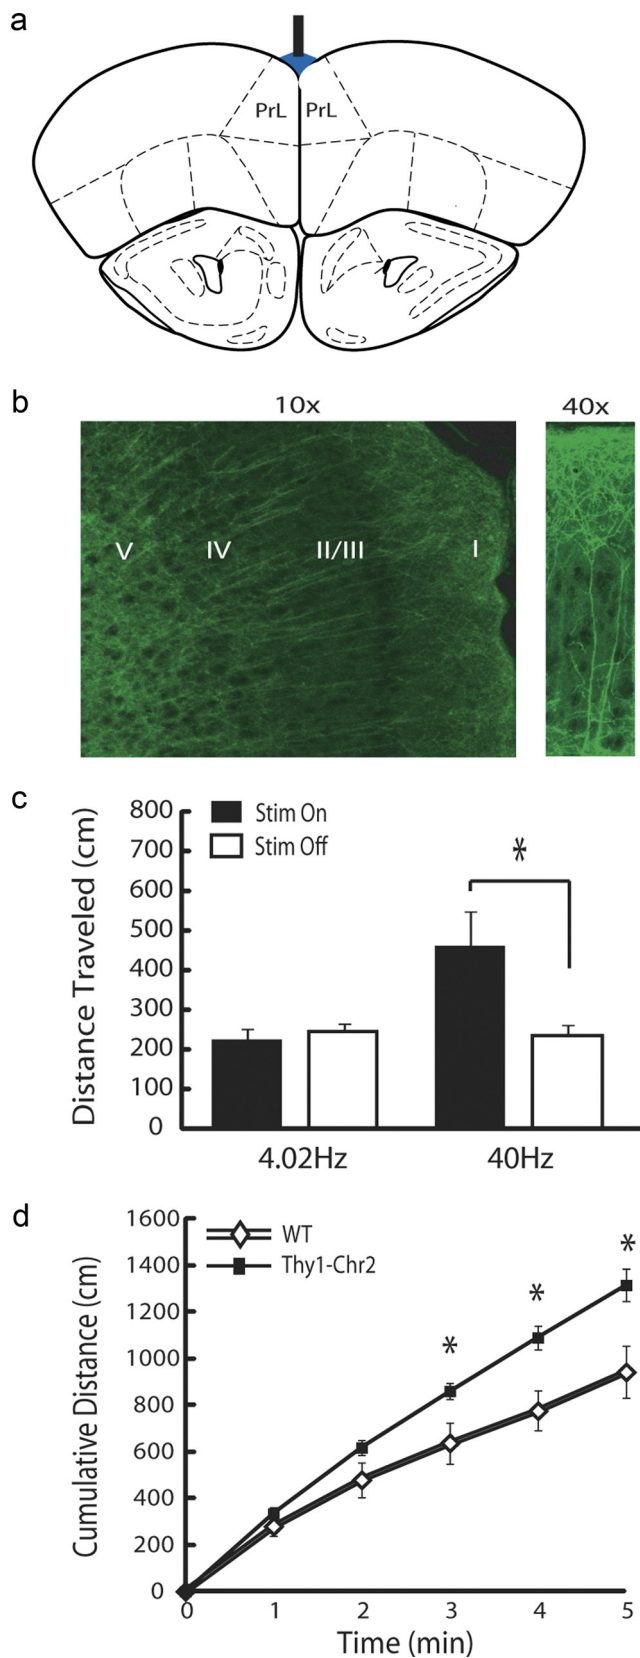 a
PrL PrL
b
10x 40x
V IV II/III I
c
Distance Traveled (cm)
800
700
600
500
400
300
200
100
0
Stim On
Stim Off
*
4.02Hz 40Hz
d
Cumulative Distance (cm)
1600
1400
1200
1000
800
600
400
200
0
WT
Thy1-Chr2
* * *
0 1 2 3 4 5
Time (min)